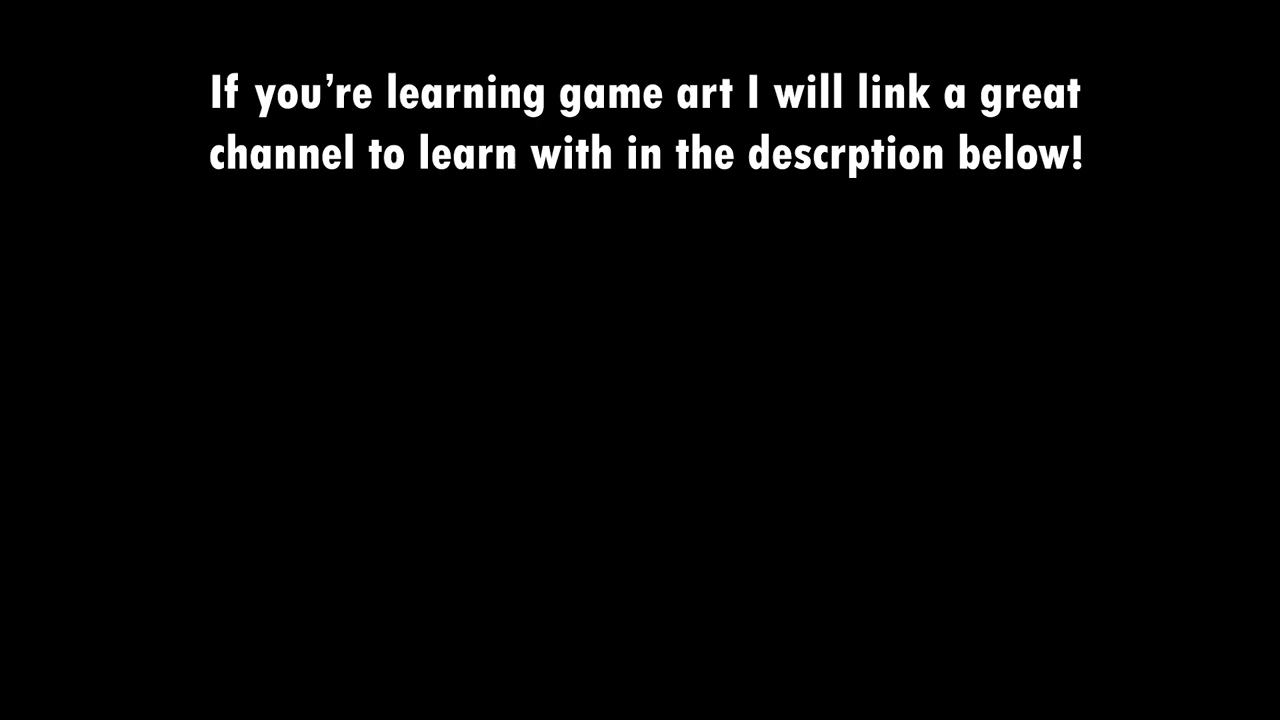 If you’re learning game art I will link a great
channel to learn with in the descrption below!